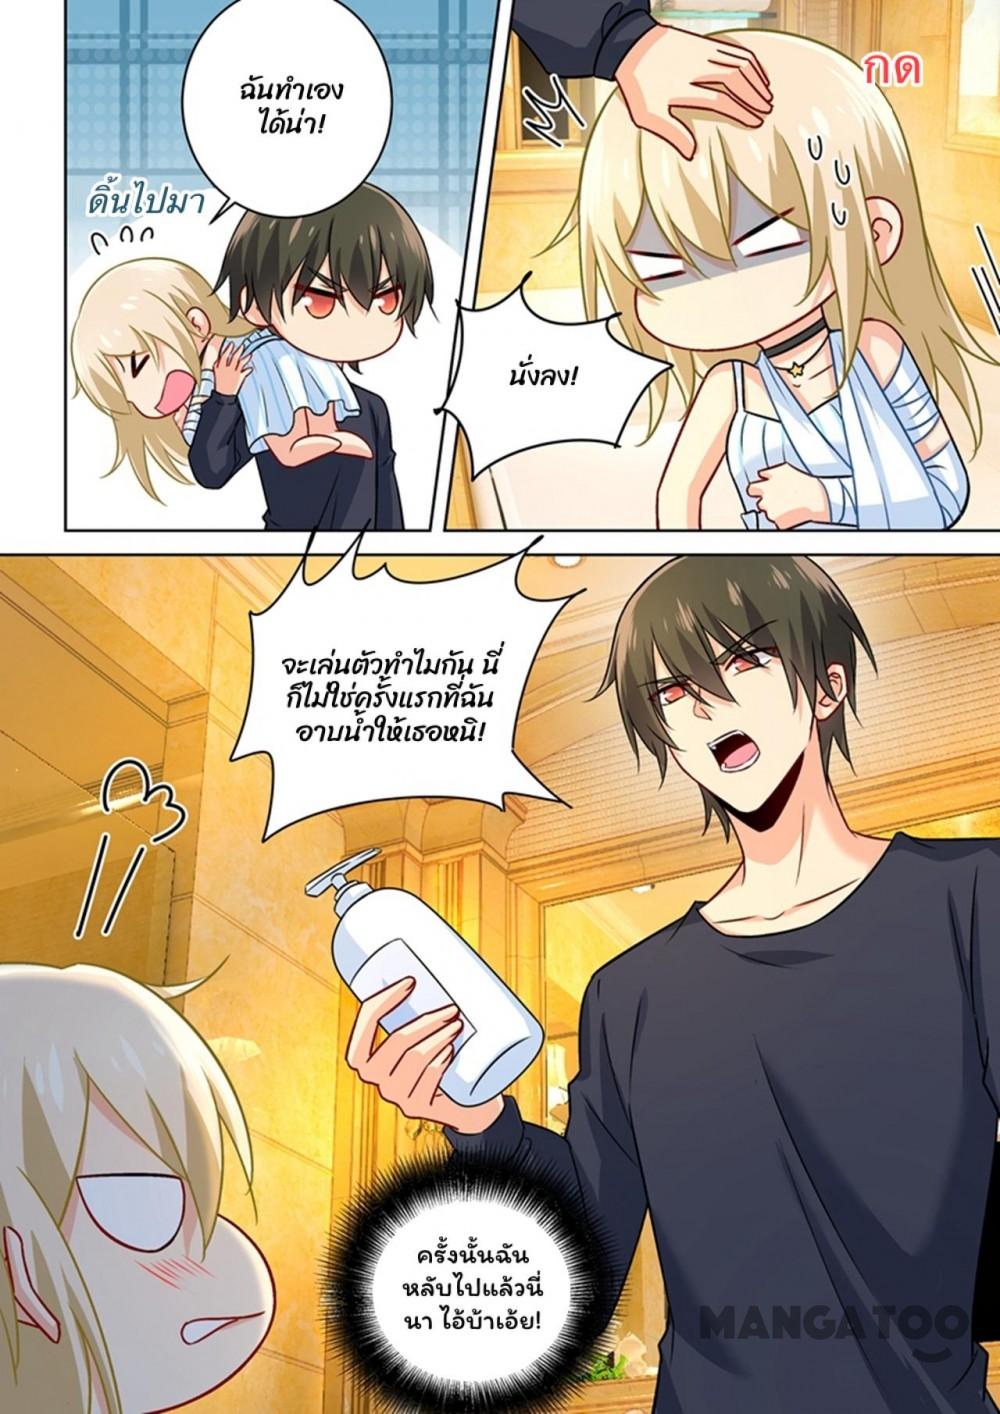 ฉันทำเอง
ได้น่า!
ดิ้นไปมา
กด
นั่งลง!
จะเล่นตัวทำไมกัน นี่
ก็ไม่ใช่ครั้งแรกที่ฉัน
อาบน้ำให้เธอหนิ!
ครั้งนั้นฉัน
หลับไปแล้วนี่
นา ไอ้บ้าเอ้ย!
MANGATOON